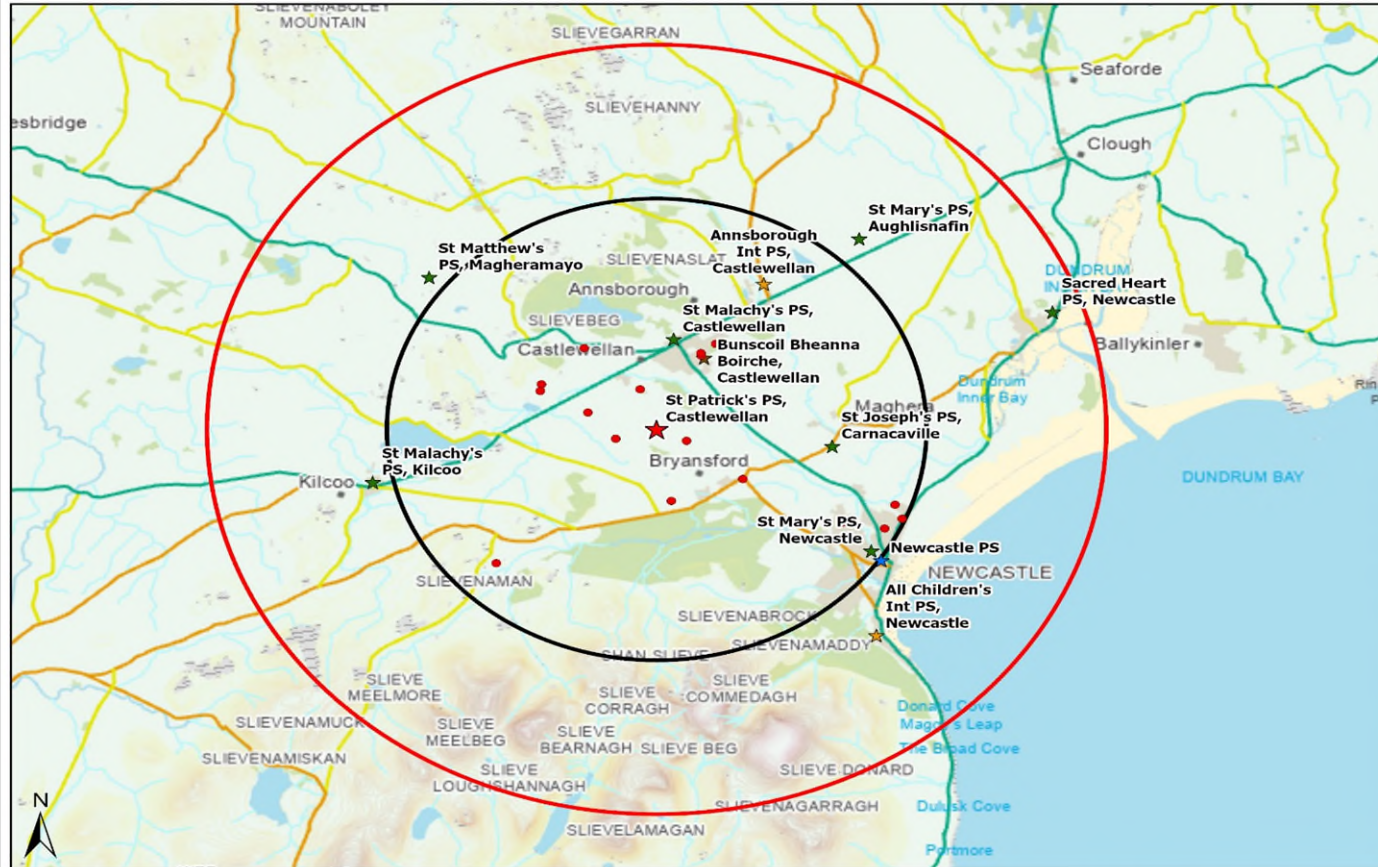 SLIEVENABOLEY
MOUNTAIN
SLIEVEGARRAN
Seaforde
SLIEVEHANNY
esbridge
Clough
St Mary's PS,
Aughlisnafin
Annsborough
Int PS,
Castlewellan
St Matthew's
PS, Magheramayo
SLIEVENASLAT
DUNDRUM
Sacred Heart
PS, Newcastle
Annsborough
St Malachy's PS,
Castlewellan
SLIEVEBEG
Castlewellan
Bunscoil Bheanna
Boirche,
Castlewellan
Ballykinler
Dundrum
Inner Bay
St Patrick's PS,
Castlewellan
Maghera
St Joseph's PS,
Carnacaville
St Malachy's
PS, Kilcoo
Bryansford
Kilcoo
DUNDRUM BAY
St Mary's PS,
Newcastle
Newcastle PS
NEWCASTLE
SLIEVENAMAN
All Children's
Int PS,
Newcastle
SLIEVENABROCK
SLIEVENAMADDY
SHAN SLIEVE
SLIEVE
MEELMORE
SLIEVE
CORRAGH
SLIEVE
COMMEDAGH
Donard Cove
Maggy's Leap
SLIEVENAMUCK
SLIEVE
MEELBEG
SLIEVE
BEARNAGH
SLIEVE BEG
The Broad Cove
SLIEVENAMISKAN
SLIEVE
LOUGHSHANNAGH
SLIEVE DONARD
SLIEVENAGARRAGH
Dulusk Cove
N
SLIEVELAMAGAN
Portmore